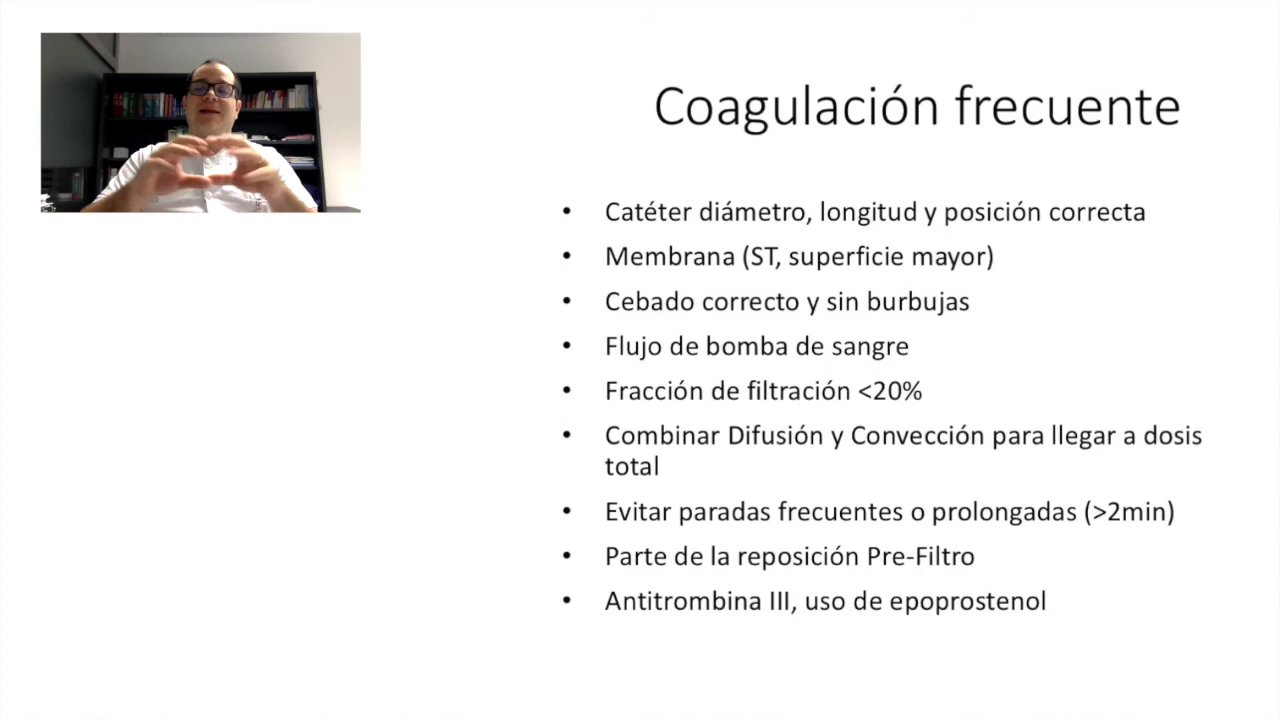 Coagulación frecuente
• Catéter diámetro, longitud y posición correcta
• Membrana (ST, superficie mayor)
• Cebado correcto y sin burbujas
• Flujo de bomba de sangre
• Fracción de filtración <20%
• Combinar Difusión y Convección para llegar a dosis
total
• Evitar paradas frecuentes o prolongadas (>2min)
• Parte de la reposición Pre-Filtro
• Antitrombina III, uso de epoprostenol